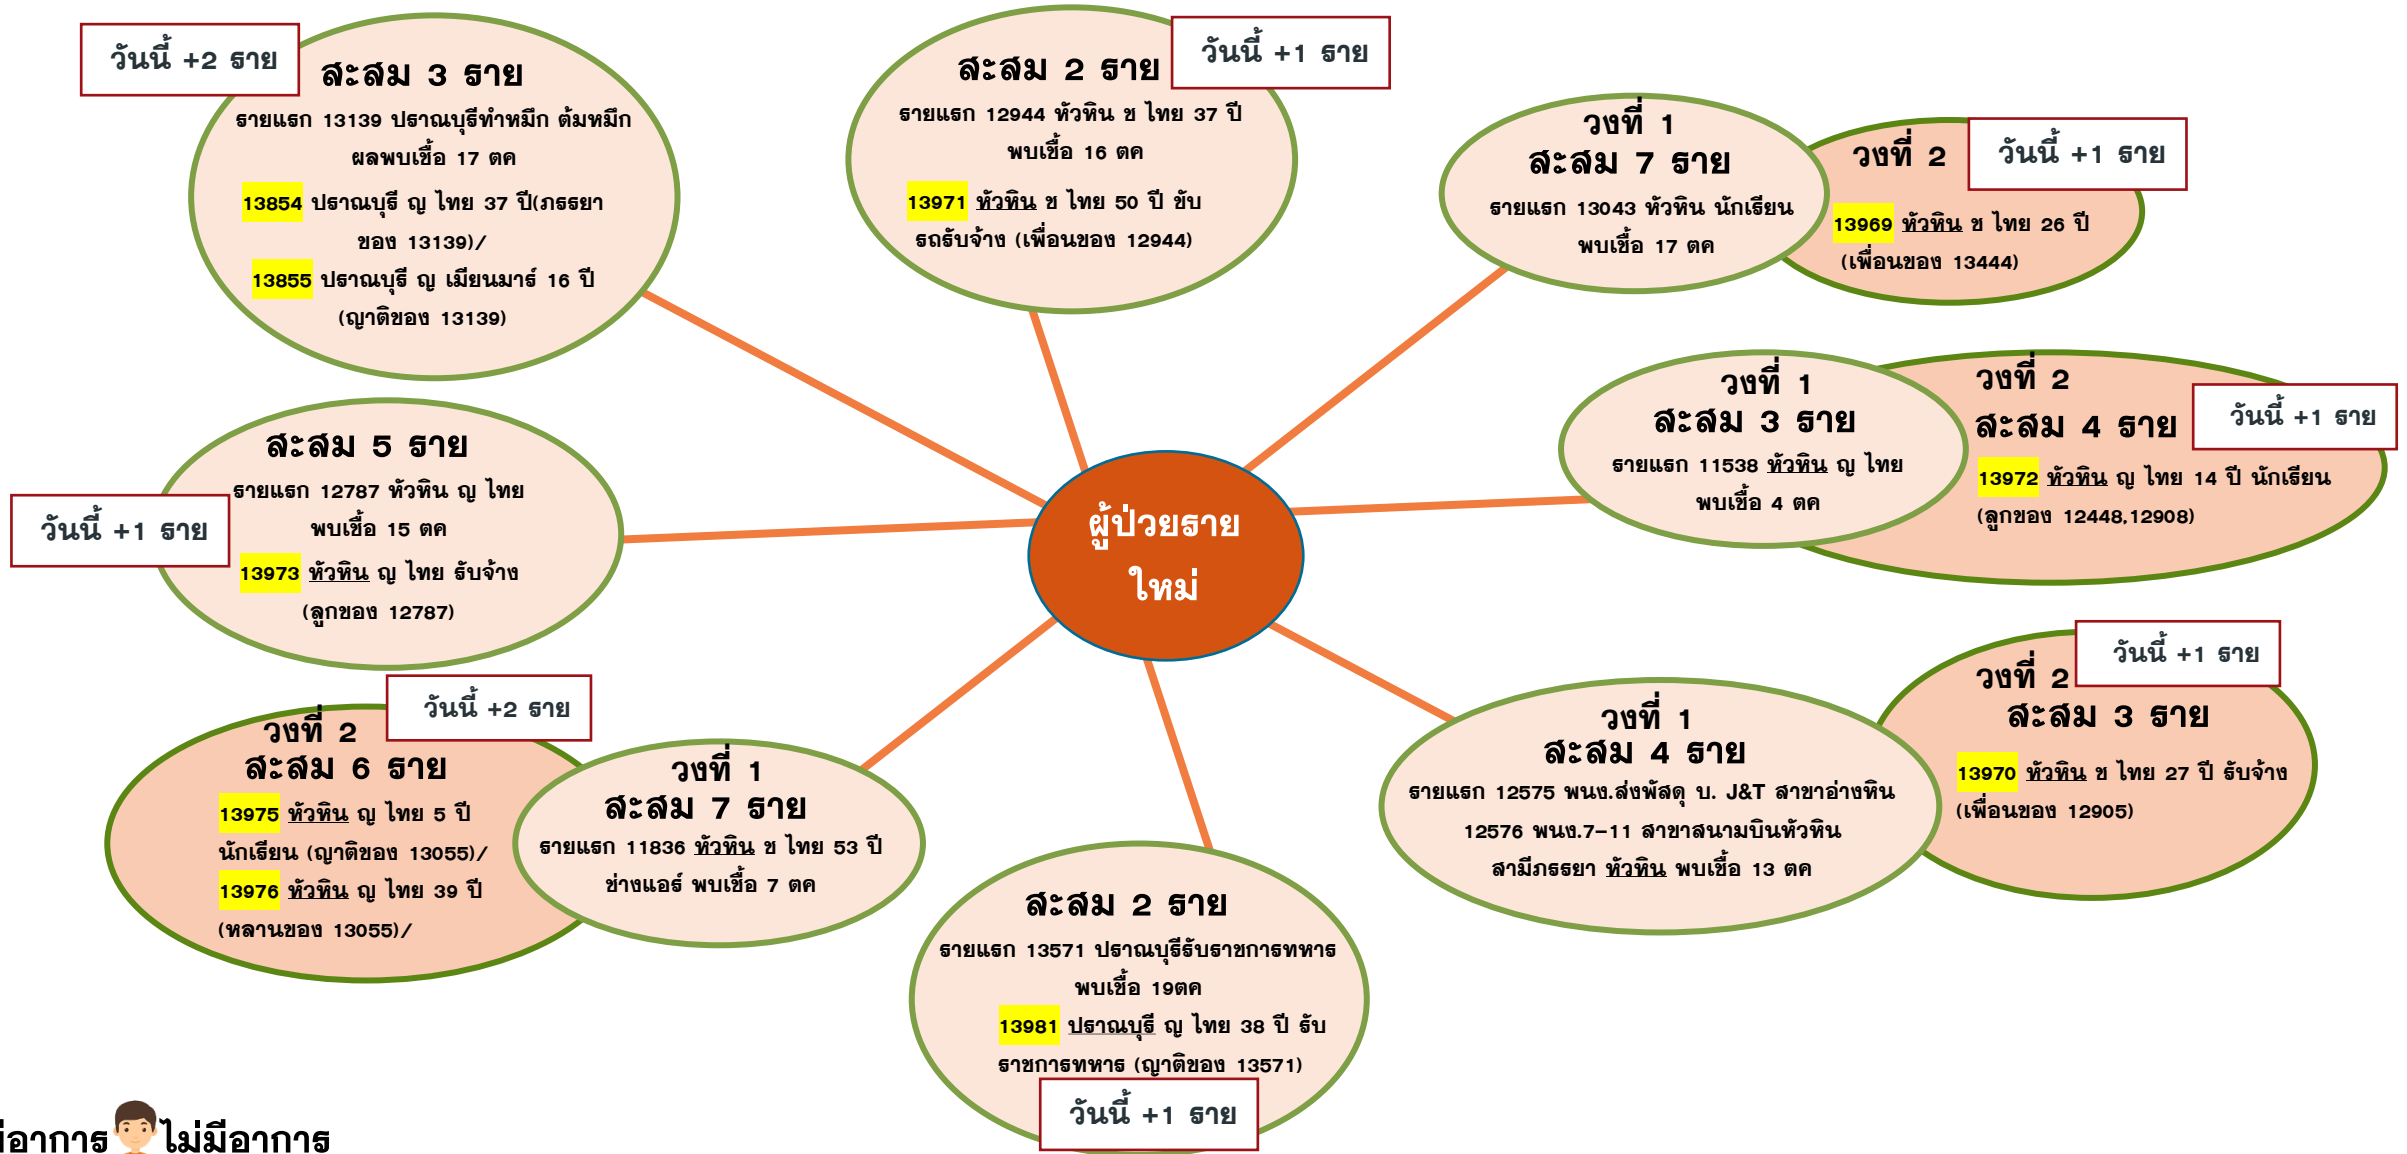 วันนี้ +2 ราย
สะสม 3 ราย
รายแรก 13139 ปราณบุรีทำหมึก ต้มหมึก
ผลพบเชื้อ 17 ตค
13854 ปราณบุรี ญ ไทย 37 ปี(ภรรยา
ของ 13139)/
13855 ปราณบุรี ญ เมียนมาร์ 16 ปี
(ญาติของ 13139)
วันนี้ +1 ราย
สะสม 2 ราย
รายแรก 12944 หัวหิน ช ไทย 37 ปี
พบเชื้อ 16 ตค
13971 หัวหิน ช ไทย 50 ปี ขับ
รถรับจ้าง (เพื่อนของ 12944)
วงที่ 1
สะสม 7 ราย
รายแรก 13043 หัวหิน นักเรียน
พบเชื้อ 17 ตค
วงที่ 2
วันนี้ +1 ราย
13969 หัวหิน ช ไทย 26 ปี
(เพื่อนของ 13444)
วงที่ 1
สะสม 3 ราย
รายแรก 11538 หัวหิน ญ ไทย
พบเชื้อ 4 ตค
วงที่ 2
สะสม 4 ราย
วันนี้ +1 ราย
13972 หัวหิน ญ ไทย 14 ปี นักเรียน
(ลูกของ 12448,12908)
สะสม 5 ราย
รายแรก 12787 หัวหิน ญ ไทย
พบเชื้อ 15 ตค
วันนี้ +1 ราย
13973 หัวหิน ญ ไทย รับจ้าง
(ลูกของ 12787)
ผู้ป่วยราย
ใหม่
วันนี้ +2 ราย
วงที่ 2
สะสม 6 ราย
13975 หัวหิน ญ ไทย 5 ปี
นักเรียน (ญาติของ 13055)/
13976 หัวหิน ญ ไทย 39 ปี
(หลานของ 13055)/
วงที่ 1
สะสม 7 ราย
รายแรก 11836 หัวหิน ช ไทย 53 ปี
ช่างแอร์ พบเชื้อ 7 ตค
วงที่ 1
สะสม 4 ราย
รายแรก 12575 พนง.ส่งพัสดุ บ. J&T สาขาอ่างหิน
12576 พนง.7-11 สาขาสนามบินหัวหิน
สามีภรรยา หัวหิน พบเชื้อ 13 ตค
วันนี้ +1 ราย
วงที่ 2
สะสม 3 ราย
13970 หัวหิน ช ไทย 27 ปี รับจ้าง
(เพื่อนของ 12905)
สะสม 2 ราย
รายแรก 13571 ปราณบุรีรับราชการทหาร
พบเชื้อ 19ตค
13981 ปราณบุรี ญ ไทย 38 ปี รับ
ราชการทหาร (ญาติของ 13571)
วันนี้ +1 ราย
อาการ ไม่มีอาการ